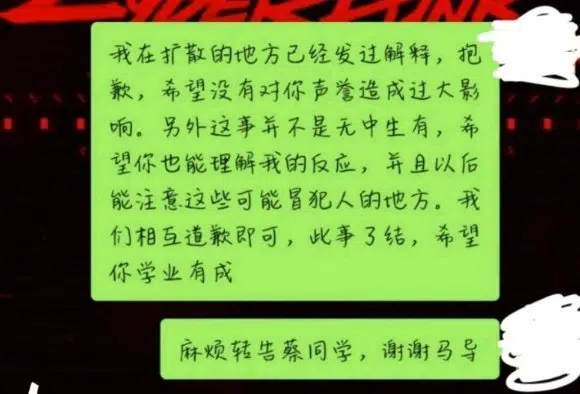 我在扩散的地方已经发过解释，抱
歉，希望没有对你声誉造成过大影
响。另外这事并不是无中生有，希
望你也能理解我的反应，并且以后
能注意这些可能冒犯人的地方。我
们相互道歉即可，此事了结，希望
你学业有成
麻烦转告蔡同学，谢谢马导